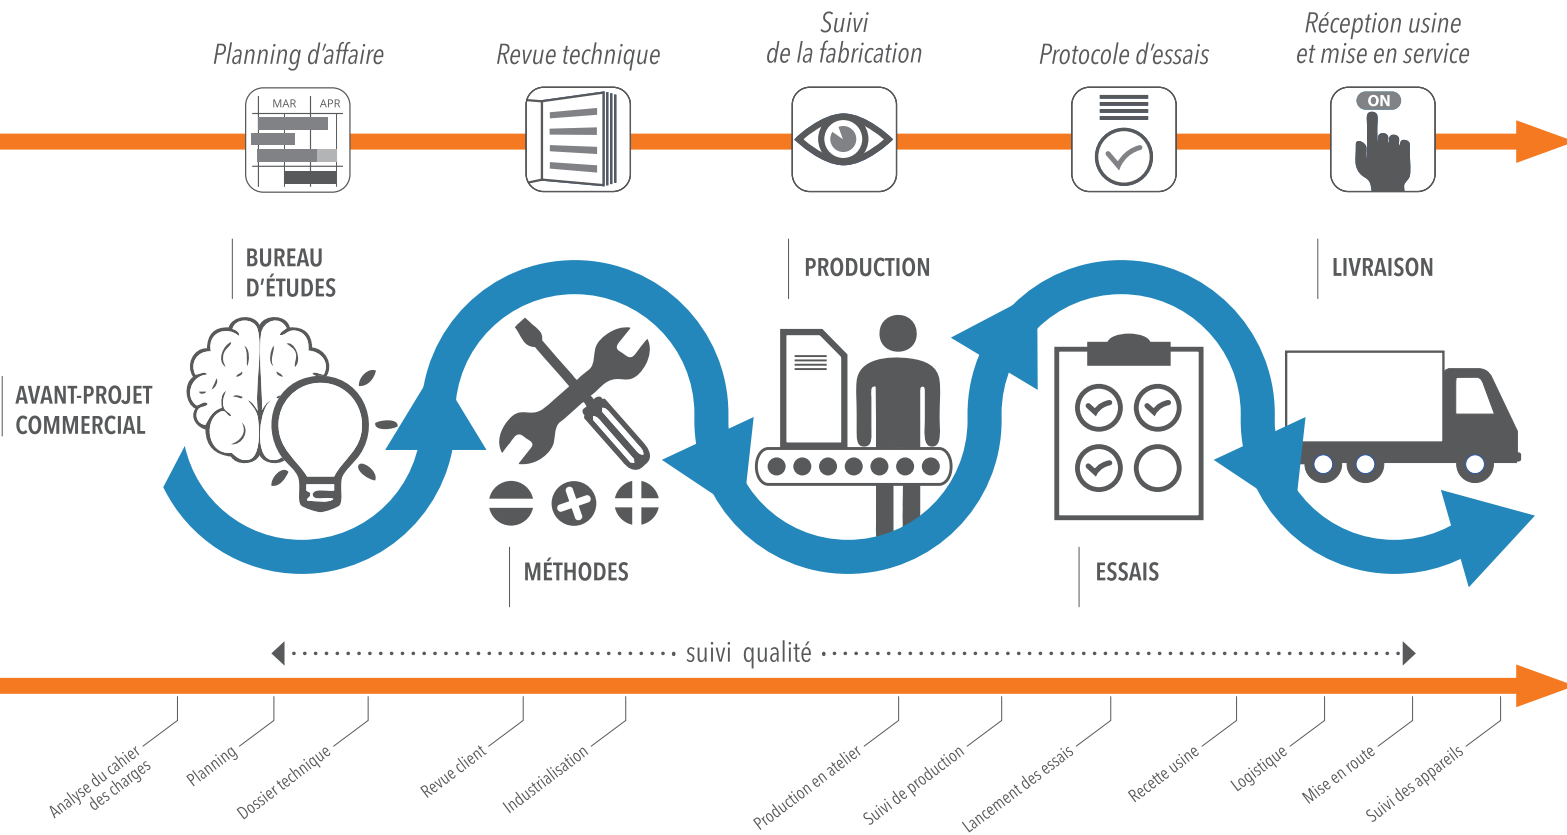 Planning d'affaire
Revue technique
Suivi
de la fabrication
Protocole d'essais
Réception usine
et mise en service
MAR APR
ON
BUREAU
D'ÉTUDES
PRODUCTION
LIVRAISON
AVANT-PROJET
COMMERCIAL
MÉTHODES
ESSAIS
suivi qualité
Analyse du cahier
des charges
Planning
Dossier technique
Revue client
Industrialisation
Production en atelier
Suivi de production
Lancement des essais
Recette usine
Logistique
Mise en route
Suivi des appareils